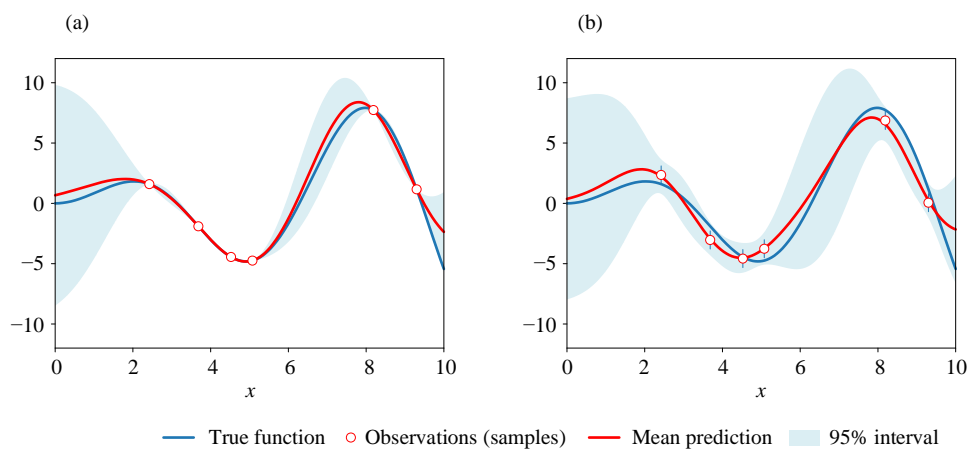 (a)
(b)
10
5
0
−5
−10
0 2 4 6 8 10
x
10
5
0
−5
−10
0 2 4 6 8 10
x
True function Observations (samples) Mean prediction 95% interval